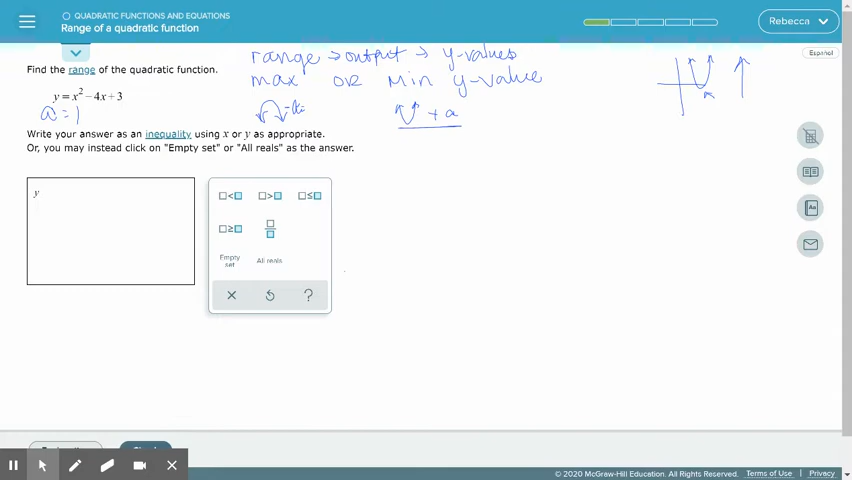 QUADRATIC FUNCTIONS AND EQUATIONS
Range of a quadratic function
Rebecca
Español
range → output → y-values
Find the range of the quadratic function.
max OR Min y-value
y = x² − 4x + 3
a = 1
+ a
Write your answer as an inequality using x or y as appropriate.
Or, you may instead click on "Empty set" or "All reals" as the answer.
y
□<□ □>□ □≤□
□≥□
Empty set
All reals
× ?
Aa
© 2020 McGraw-Hill Education. All Rights Reserved. Terms of Use | Privacy